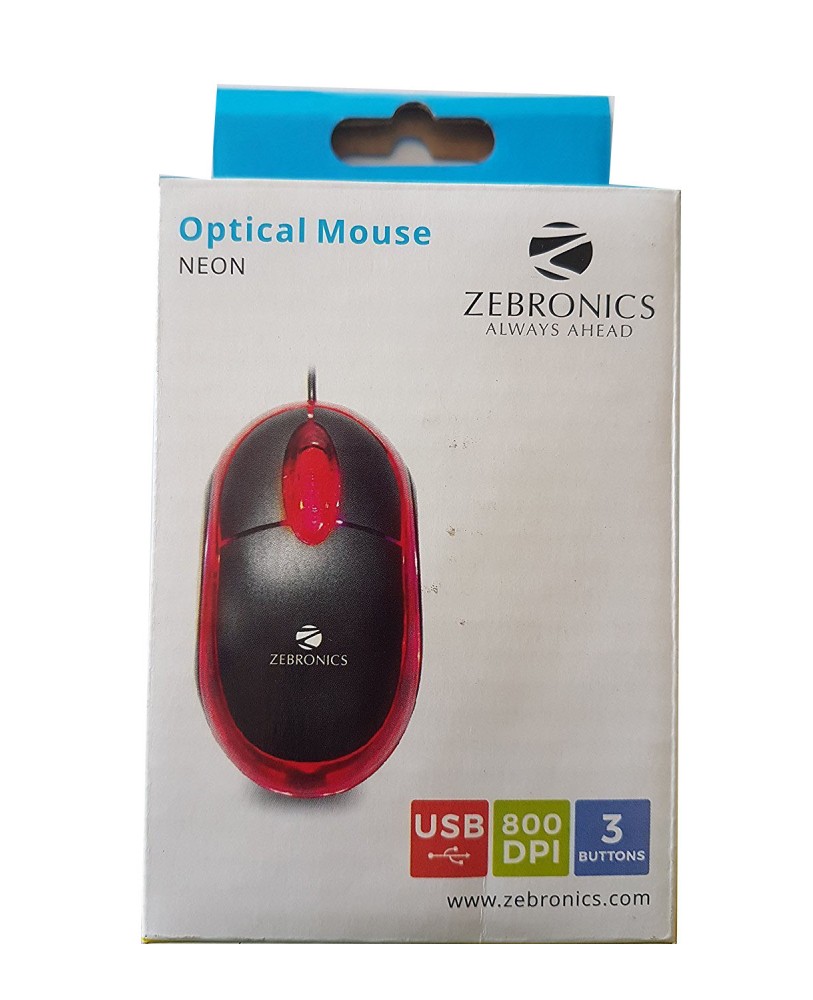 Optical Mouse
NEON
ZEBRONICS
ALWAYS AHEAD
ZEBRONICS
USB
800
DPI
3
BUTTONS
www.zebronics.com